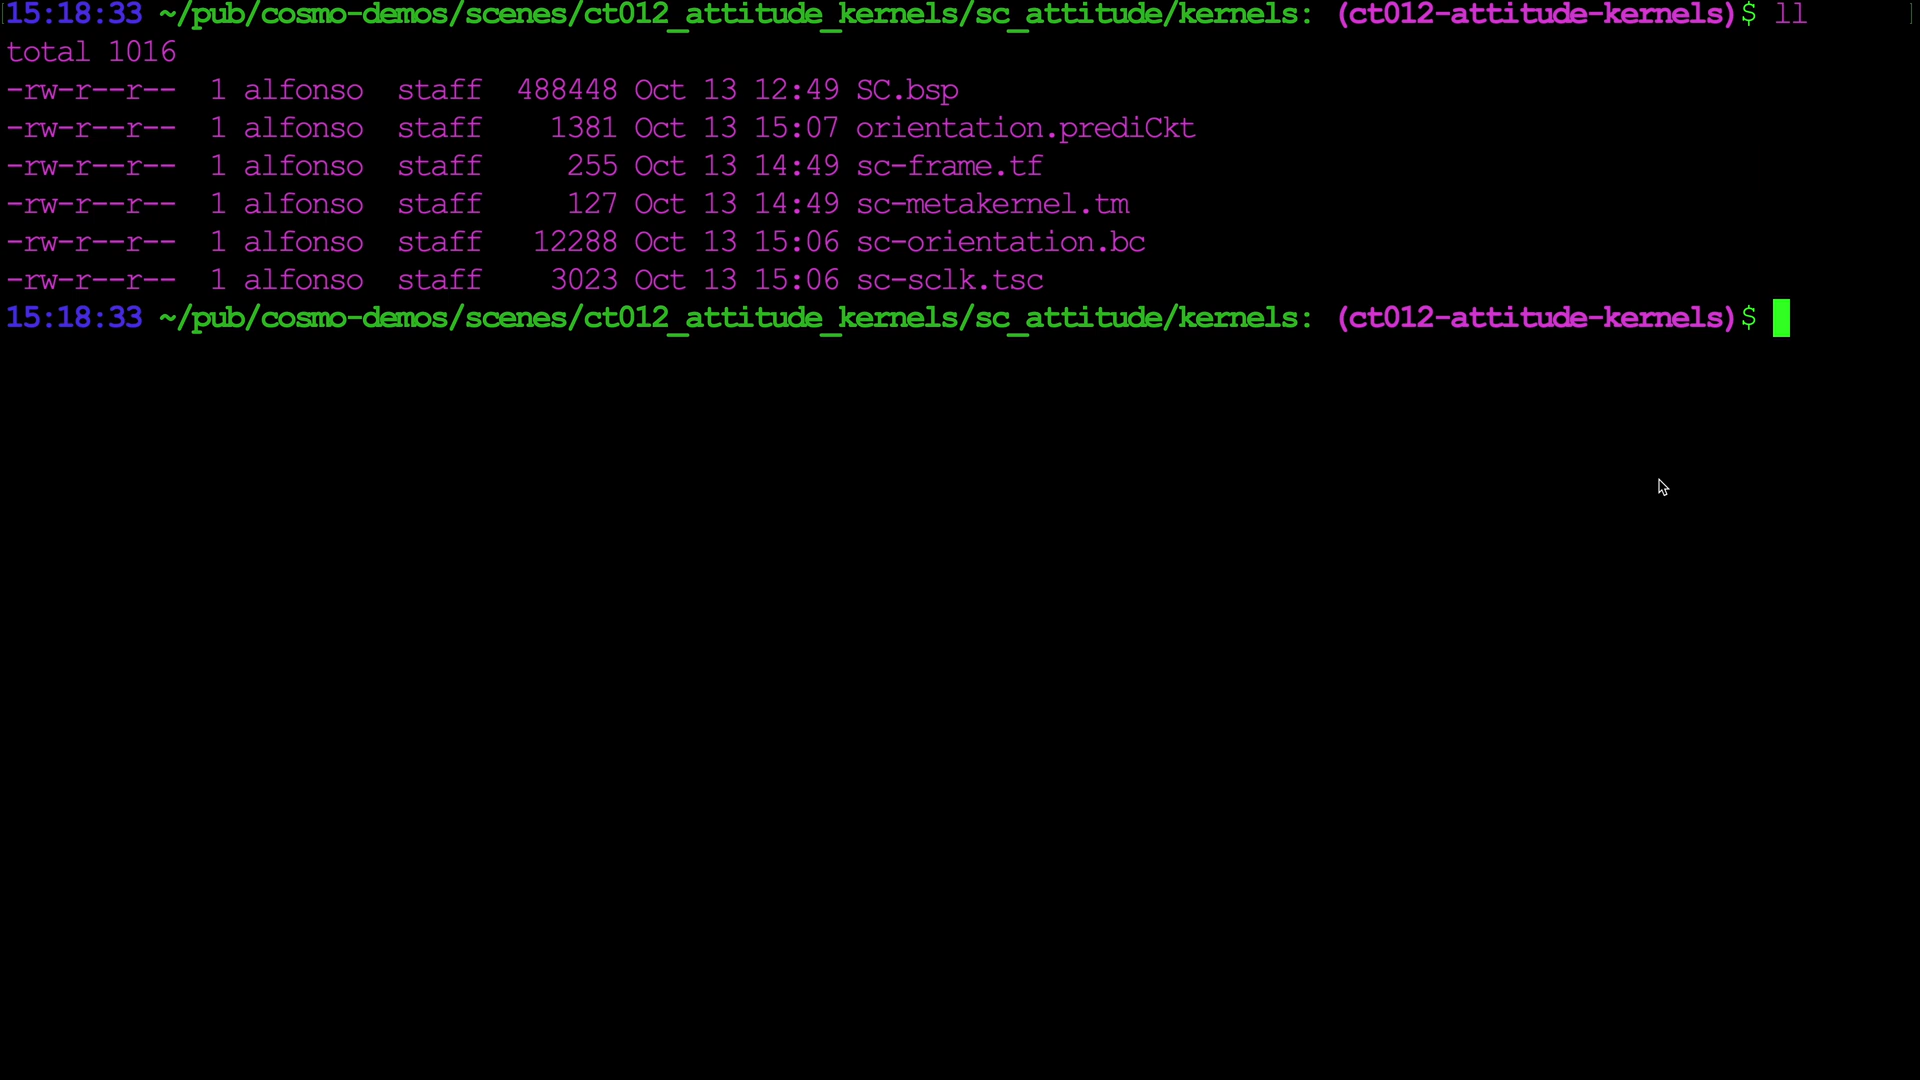 15:18:33 ~/pub/cosmo-demos/scenes/ct012_attitude_kernels/sc_attitude/kernels: (ct012-attitude-kernels)$ ll
total 1016
-rw-r--r--  1 alfonso  staff  488448 Oct 13 12:49 SC.bsp
-rw-r--r--  1 alfonso  staff    1381 Oct 13 15:07 orientation.prediCkt
-rw-r--r--  1 alfonso  staff     255 Oct 13 14:49 sc-frame.tf
-rw-r--r--  1 alfonso  staff     127 Oct 13 14:49 sc-metakernel.tm
-rw-r--r--  1 alfonso  staff   12288 Oct 13 15:06 sc-orientation.bc
-rw-r--r--  1 alfonso  staff    3023 Oct 13 15:06 sc-sclk.tsc
15:18:33 ~/pub/cosmo-demos/scenes/ct012_attitude_kernels/sc_attitude/kernels: (ct012-attitude-kernels)$